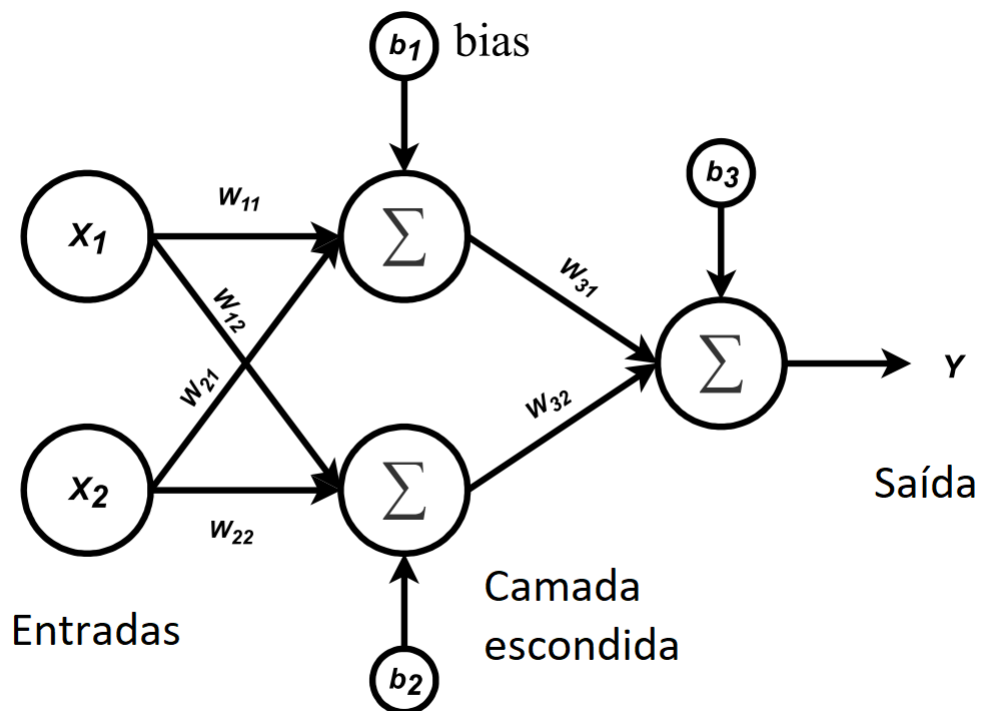 b1 bias
b3
X1
W11
Σ
W12
W31
W21
Σ
Y
W32
X2
Σ
W22
Saída
Entradas
Camada
escondida
b2